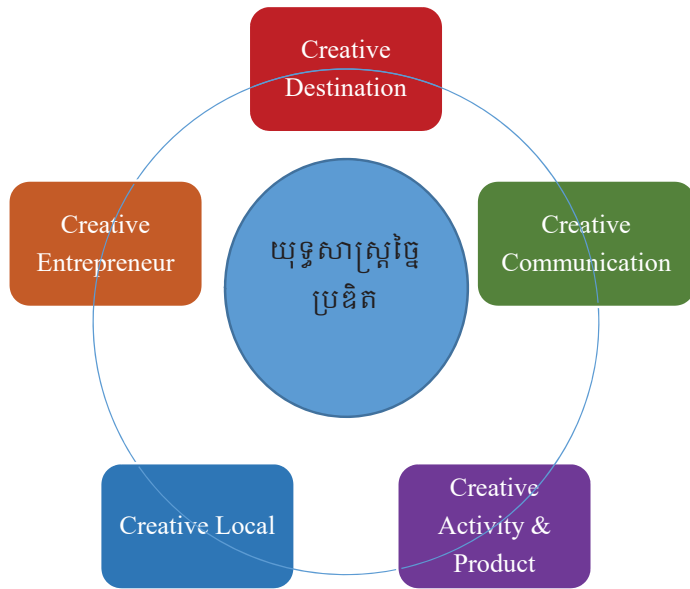 Creative
Destination
Creative
Entrepreneur
យុទ្ធសាស្ត្រច្នៃ
ប្រឌិត
Creative
Communication
Creative Local
Creative
Activity &
Product